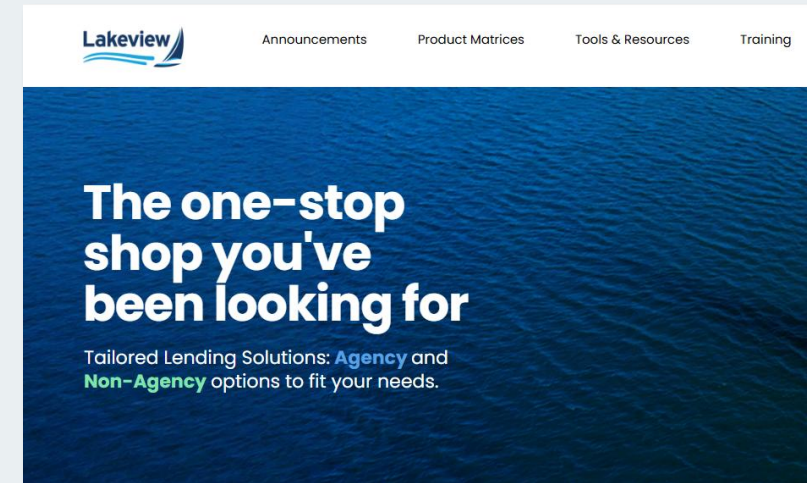 Lakeview
Announcements
Product Matrices
Tools & Resources
Training
The one-stop
shop you've
been looking for
Tailored Lending Solutions: Agency and
Non-Agency options to fit your needs.